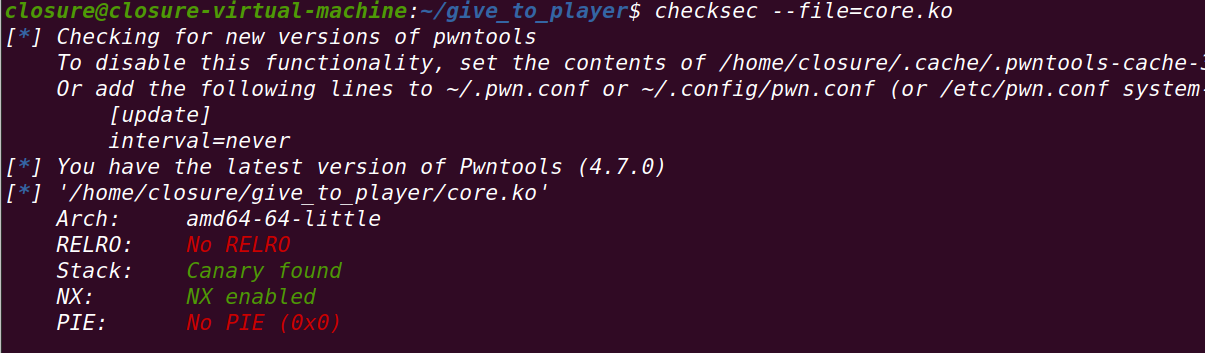 closure@closure-virtual-machine:~/give_to_player$ checksec --file=core.ko
[*] Checking for new versions of pwntools
To disable this functionality, set the contents of /home/closure/.cache/.pwntools-cache-3
Or add the following lines to ~/.pwn.conf or ~/.config/pwn.conf (or /etc/pwn.conf system-
[update]
interval=never
[*] You have the latest version of Pwntools (4.7.0)
[*] '/home/closure/give_to_player/core.ko'
Arch: amd64-64-little
RELRO: No RELRO
Stack: Canary found
NX: NX enabled
PIE: No PIE (0x0)